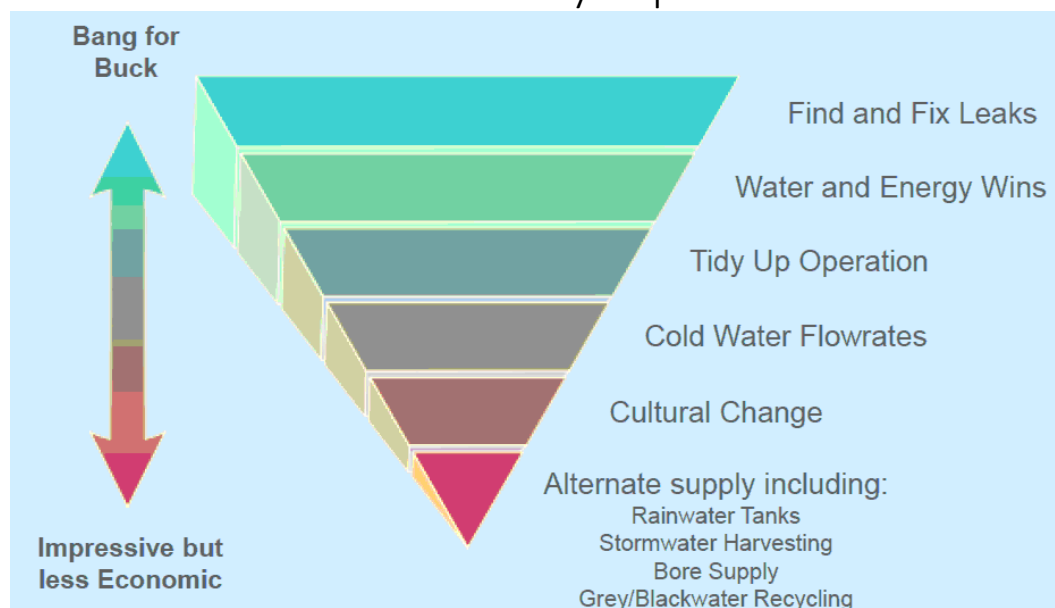 Bang for
Buck
Find and Fix Leaks
Water and Energy Wins
Tidy Up Operation
Cold Water Flowrates
Cultural Change
Alternate supply including:
Rainwater Tanks
Stormwater Harvesting
Bore Supply
Grey/Blackwater Recycling
Impressive but
less Economic